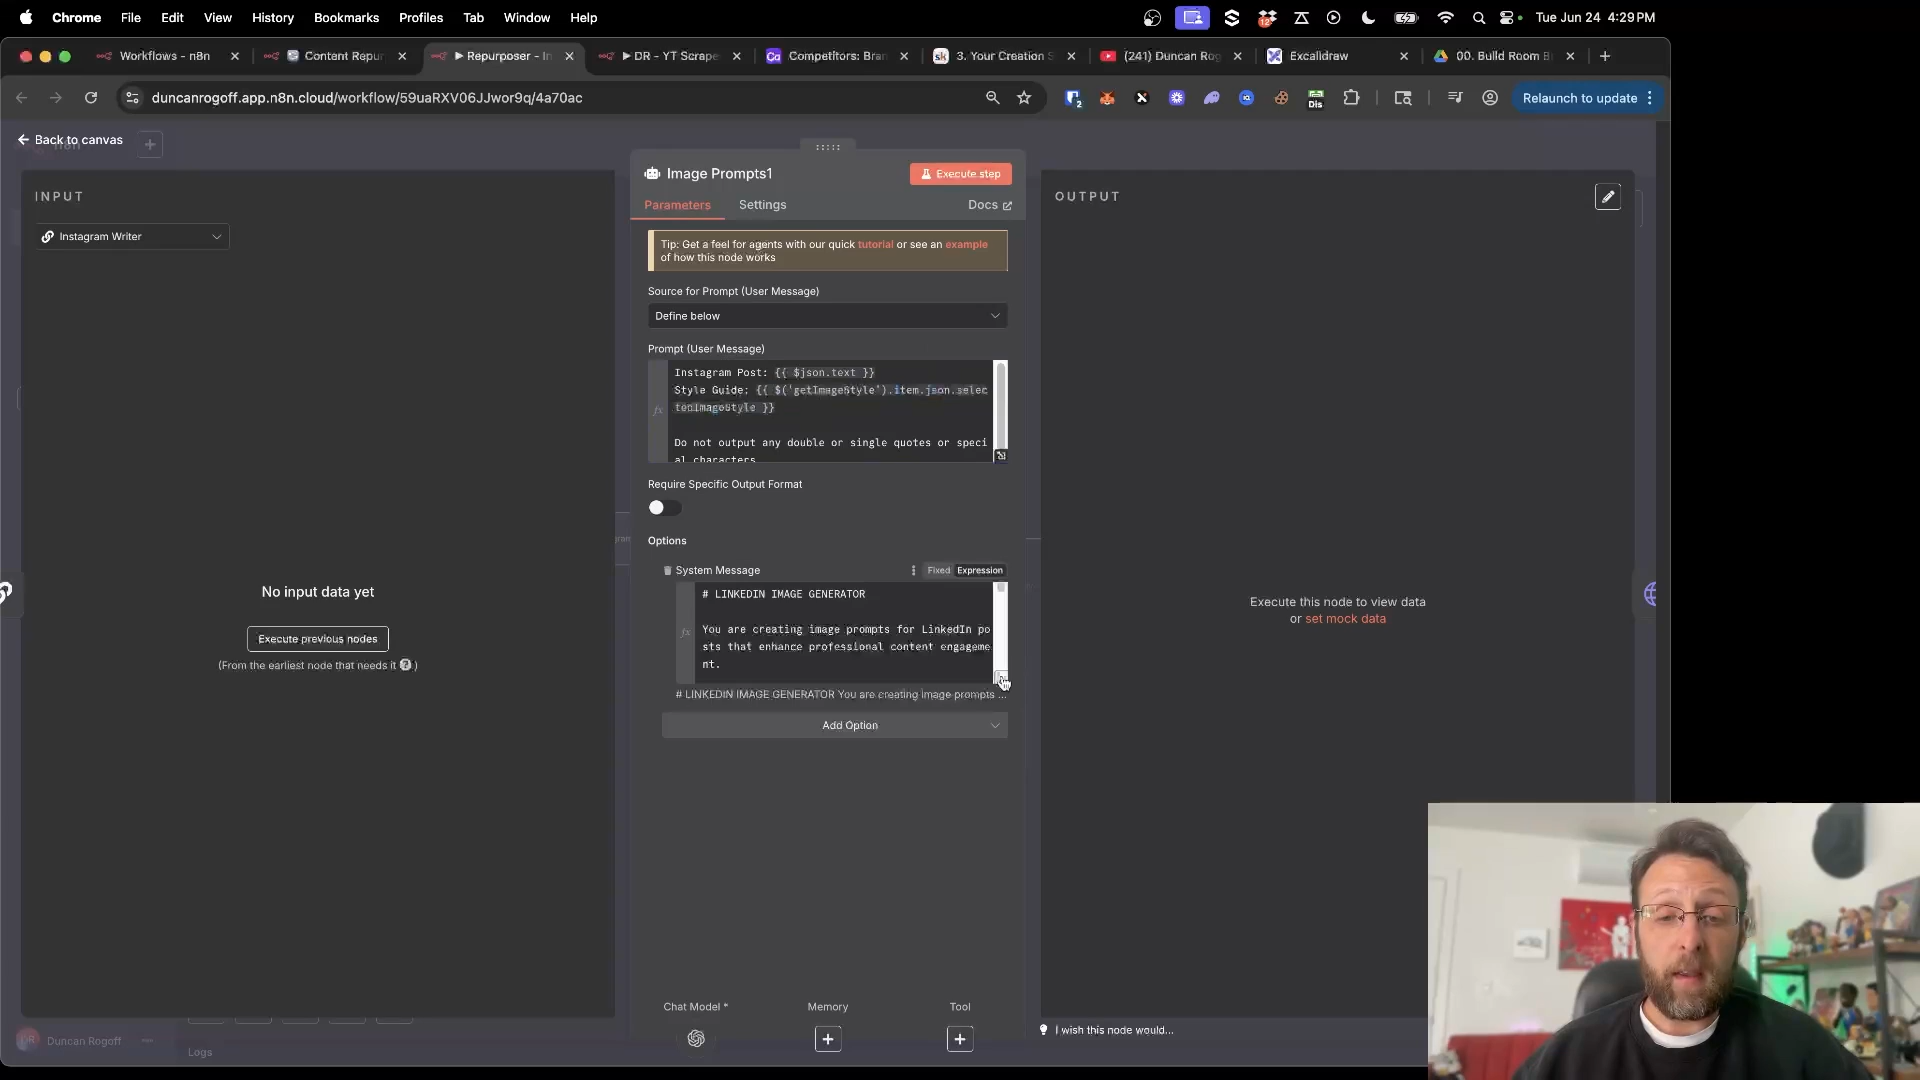 Chrome File Edit View History Bookmarks Profiles Tab Window Help
12
Tue Jun 24 4:29 PM
Workflows - n8n
Content Repur
Repurposer - In
DR - YT Scrape
Competitors: Bran
3. Your Creation S
(241) Duncan Rog
Excalidraw
00. Build Room B
duncanrogoff.app.n8n.cloud/workflow/59uaRXV06JJwor9q/4a70ac
Dis
Relaunch to update
Back to canvas
INPUT
Instagram Writer
No input data yet
Execute previous nodes
(From the earliest node that needs it ? )
Image Prompts1
Execute step
Parameters
Settings
Docs
Tip: Get a feel for agents with our quick tutorial or see an example
of how this node works
Source for Prompt (User Message)
Define below
Prompt (User Message)
Instagram Post: {{ $json.text }}
Style Guide: {{ $('getImageStyle').item.json.selec
tedImageStyle }}
Do not output any double or single quotes or speci
al characters
Require Specific Output Format
Options
System Message
Fixed
Expression
fx
# LINKEDIN IMAGE GENERATOR
You are creating image prompts for LinkedIn po
sts that enhance professional content engageme
nt.
# LINKEDIN IMAGE GENERATOR You are creating image prompts ...
Add Option
Chat Model *
Memory
Tool
OUTPUT
Execute this node to view data
or set mock data
I wish this node would...
Duncan Rogoff
Logs